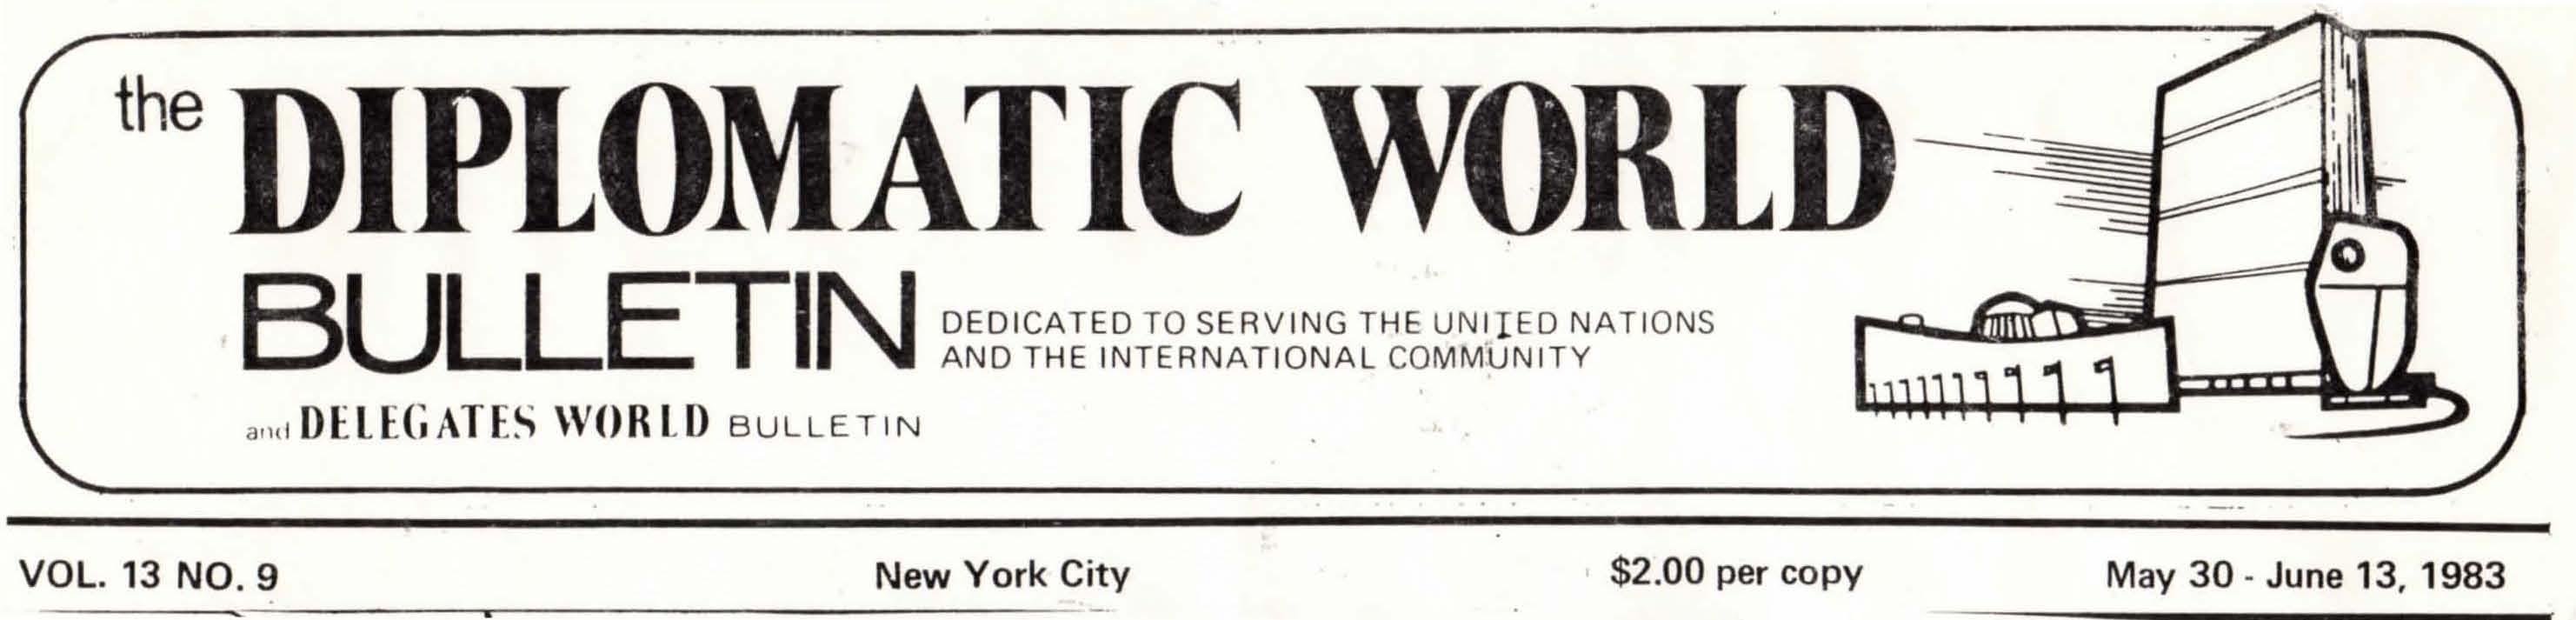 the DIPLOMATIC WORLD
BULLETIN
DEDICATED TO SERVING THE UNITED NATIONS
AND THE INTERNATIONAL COMMUNITY
and DELEGATES WORLD BULLETIN
VOL. 13 NO. 9 New York City $2.00 per copy May 30 - June 13, 1983